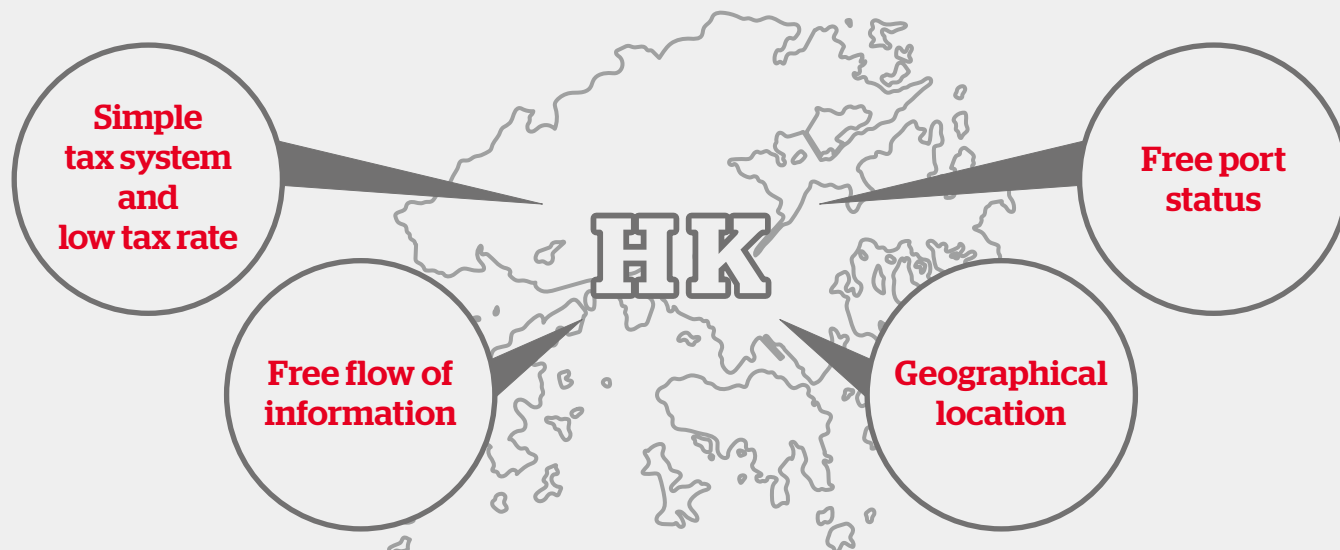 Simple
tax system
and
low tax rate
Free port
status
HK
Free flow of
information
Geographical
location